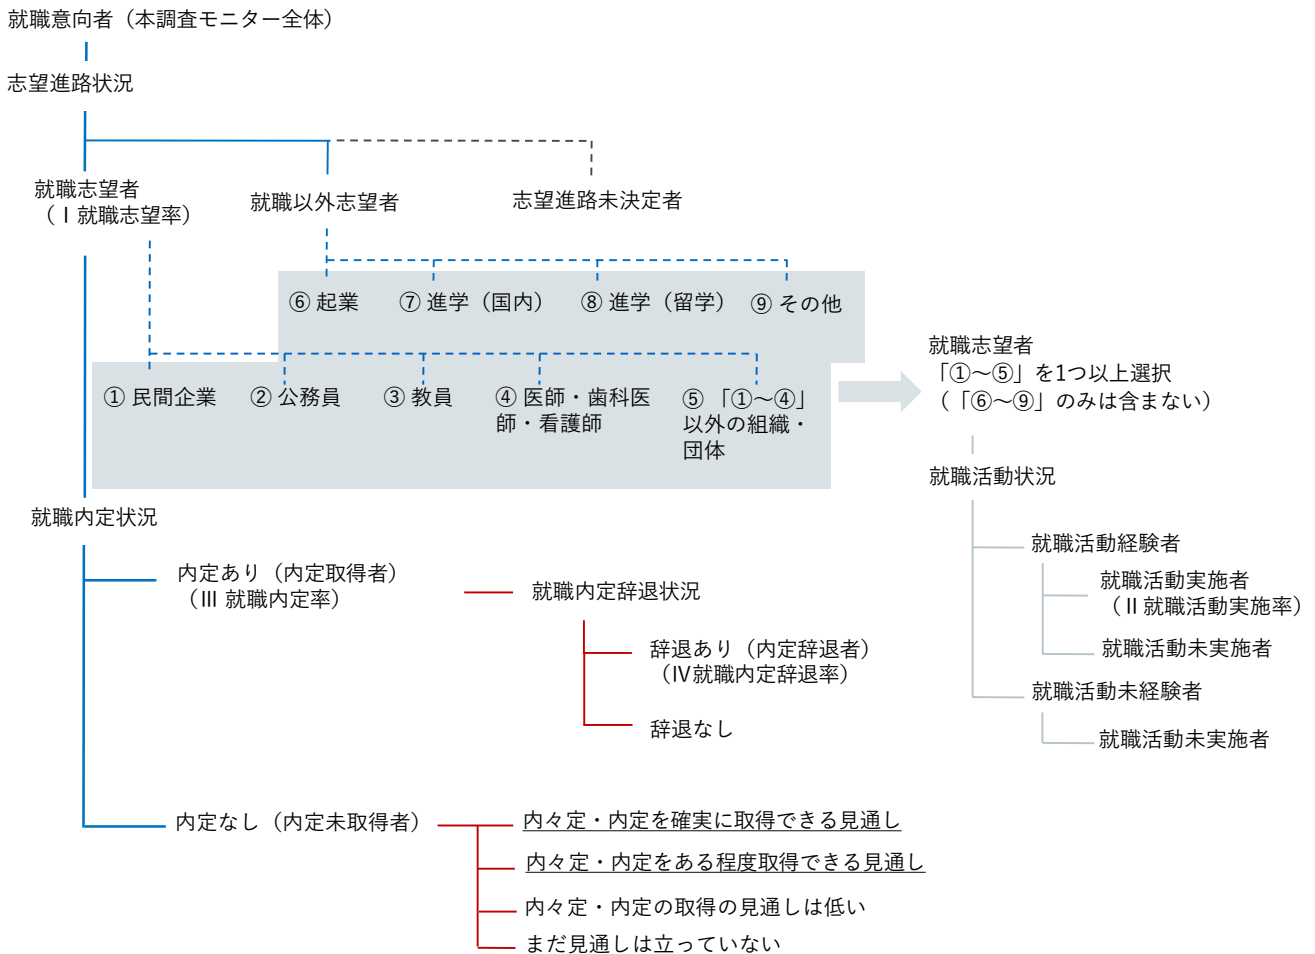 就職意向者（本調査モニター全体）
志望進路状況
就職志望者
（Ⅰ就職志望率）
就職以外志望者
志望進路未決定者
⑥ 起業
⑦ 進学（国内）
⑧ 進学（留学）
⑨ その他
① 民間企業
② 公務員
③ 教員
④ 医師・歯科医
師・看護師
⑤ 「①～④」
以外の組織・
団体
就職志望者
「①～⑤」を1つ以上選択
（「⑥～⑨」のみは含まない）
就職活動状況
就職活動経験者
就職活動実施者
（Ⅱ就職活動実施率）
就職活動未実施者
就職活動未経験者
就職活動未実施者
就職内定状況
内定あり（内定取得者）
（Ⅲ 就職内定率）
就職内定辞退状況
辞退あり（内定辞退者）
（Ⅳ就職内定辞退率）
辞退なし
内定なし（内定未取得者）
内々定・内定を確実に取得できる見通し
内々定・内定をある程度取得できる見通し
内々定・内定の取得の見通しは低い
まだ見通しは立っていない